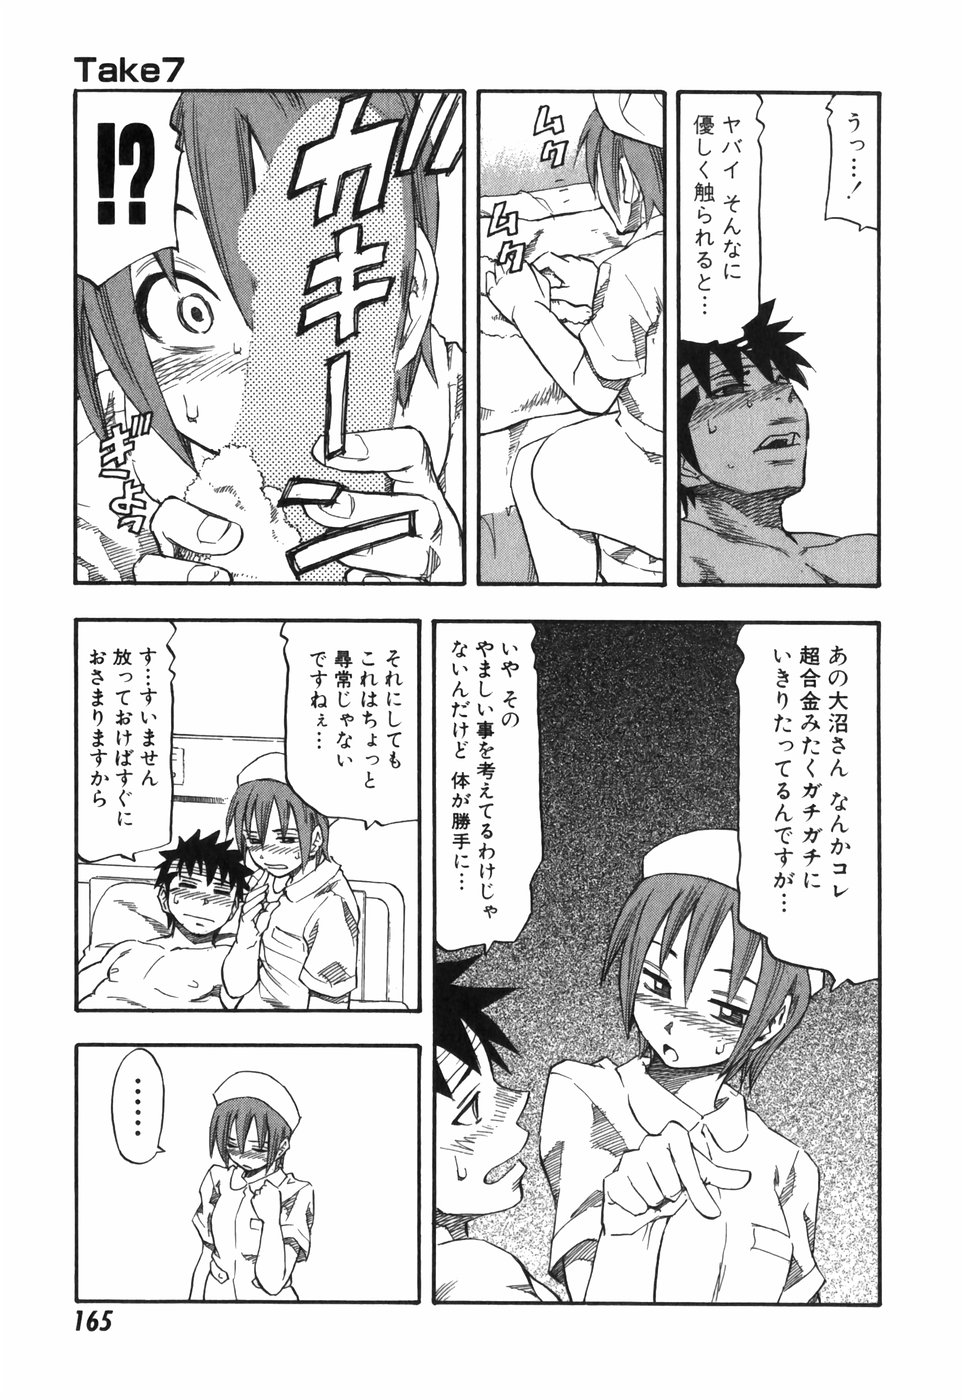 Take7
うっ…！
ヤバイ そんなに
優しく触られると…
ムク
ムク
ムク
ガキーーン
!?
ぎゅっ
あの大沼さん なんかコレ
超合金みたくガチガチに
いきりたってるんですが…
いや その
やましい事を考えてるわけじゃ
ないんだけど 体が勝手に…
それにしても
これはちょっと
尋常じゃない
ですねぇ…
す…すいません
放っておけばすぐに
おさまりますから
……
165